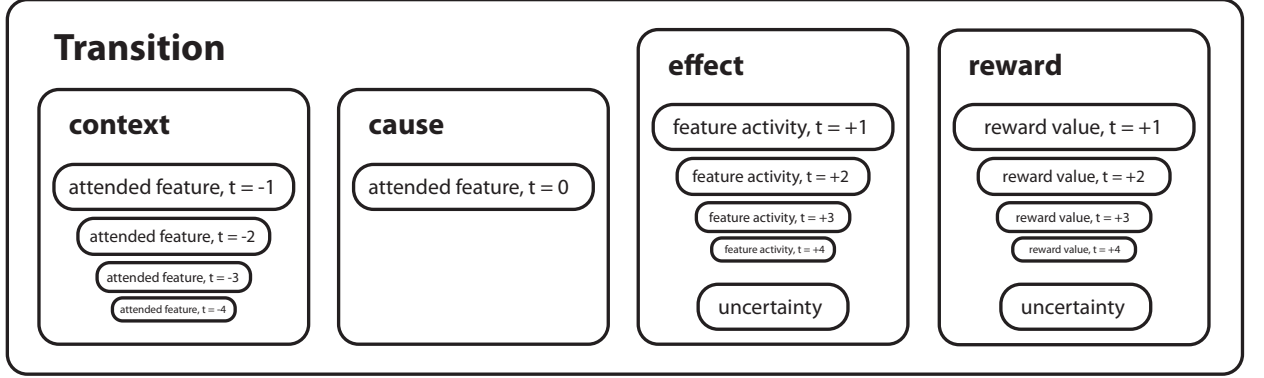 Transition
context
attended feature, t = -1
attended feature, t = -2
attended feature, t = -3
attended feature, t = -4
cause
attended feature, t = 0
effect
feature activity, t = +1
feature activity, t = +2
feature activity, t = +3
feature activity, t = +4
uncertainty
reward
reward value, t = +1
reward value, t = +2
reward value, t = +3
reward value, t = +4
uncertainty